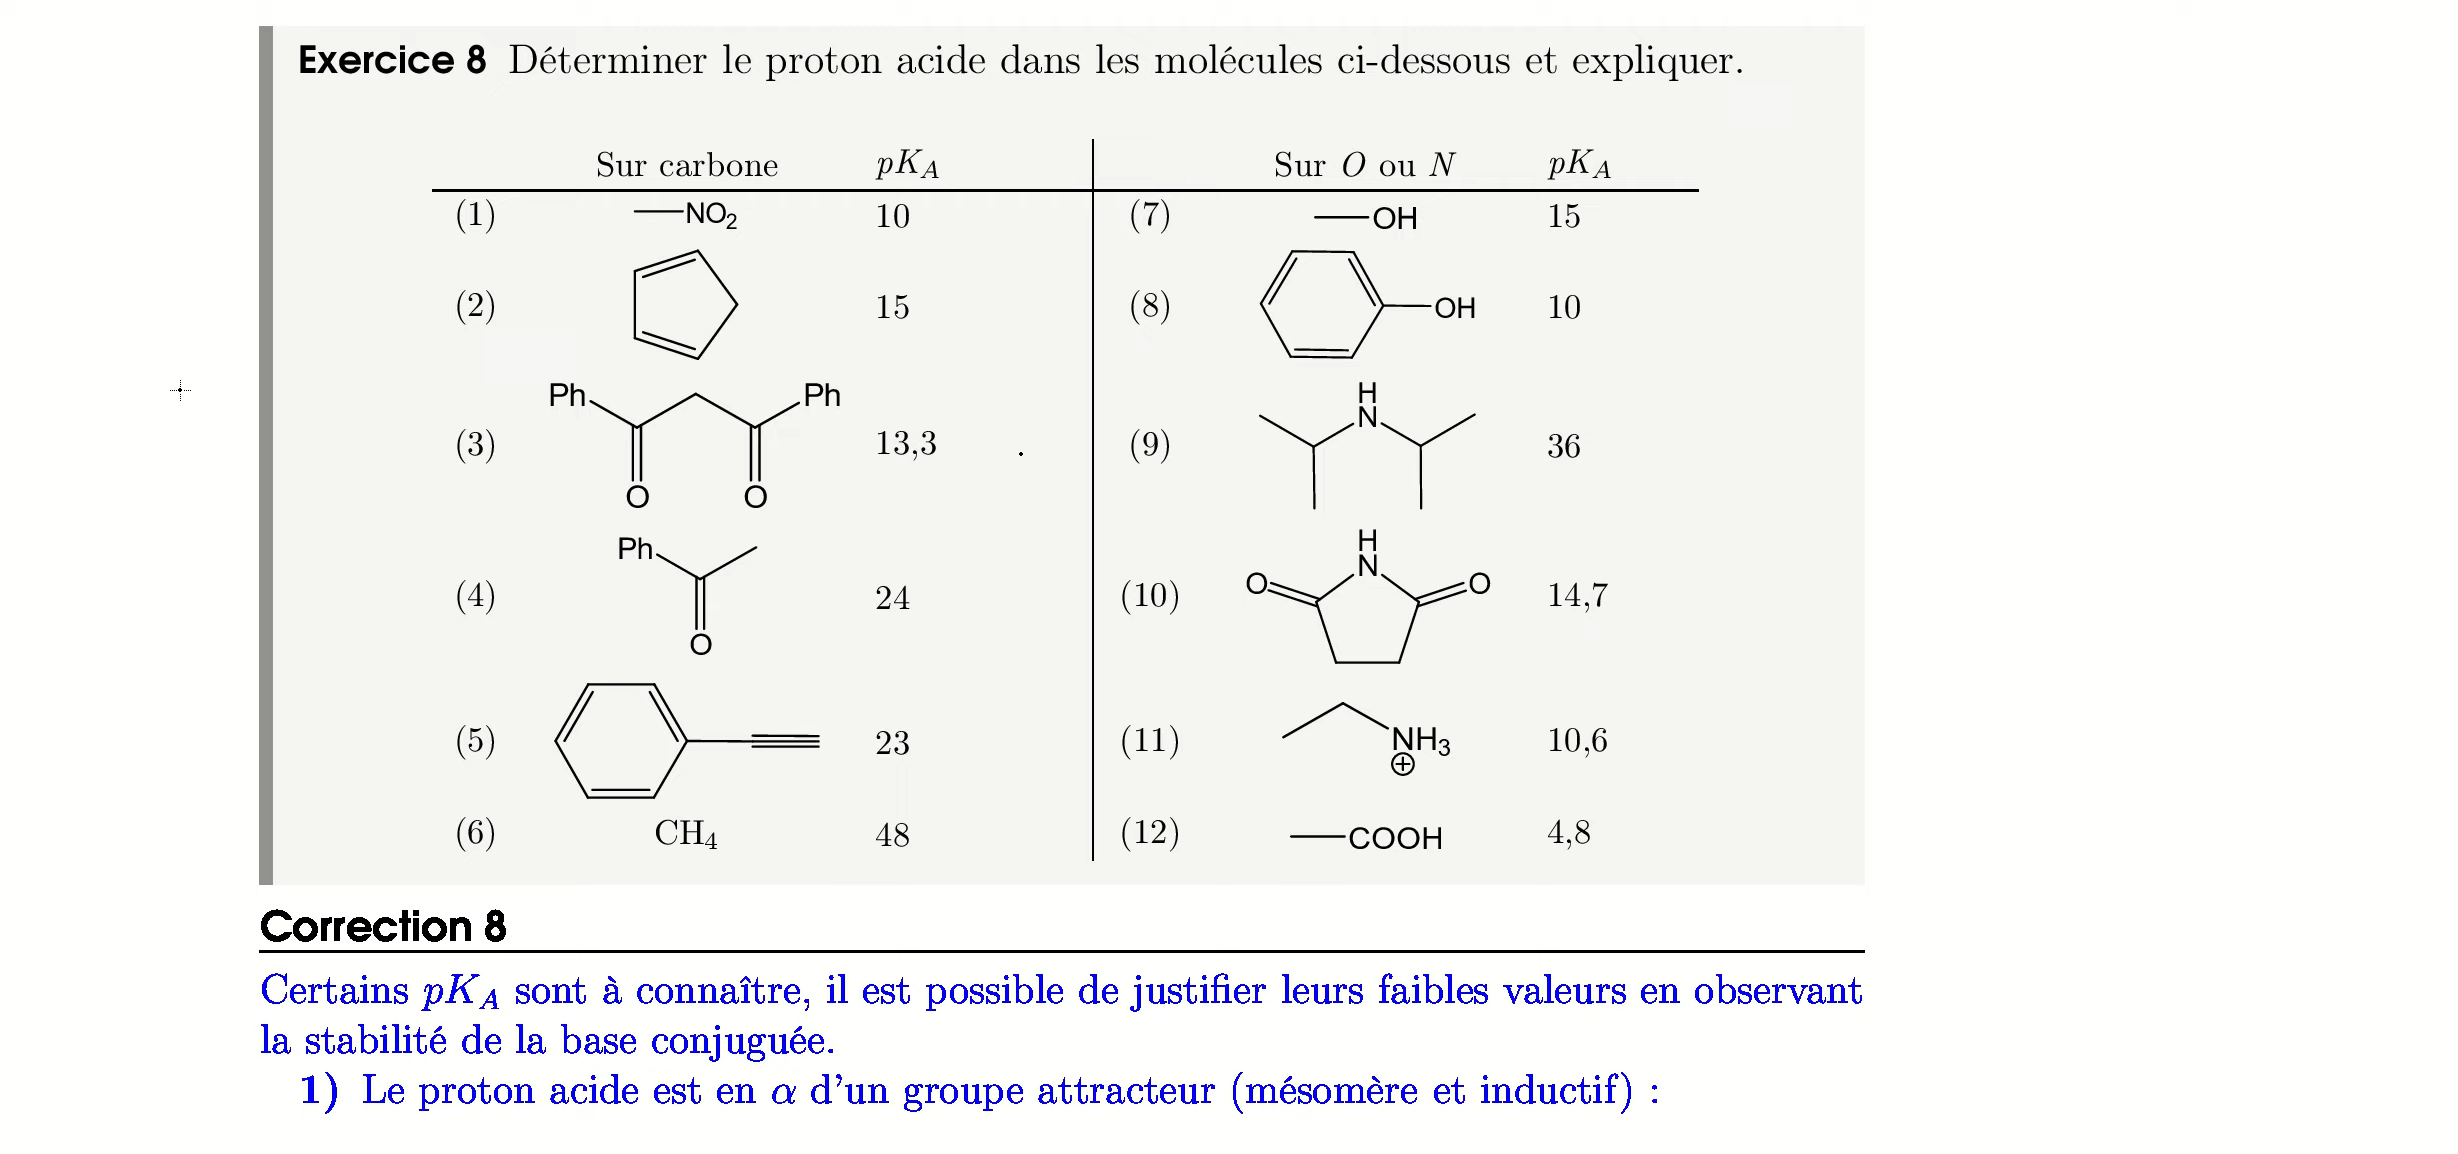 Exercice 8 Déterminer le proton acide dans les molécules ci-dessous et expliquer.
Sur carbone pK_A Sur O ou N pK_A
(1) —NO₂ 10 (7) —OH 15
(2) 15 (8) OH 10
(3) Ph Ph O O 13,3 (9) H N 36
(4) Ph O 24 (10) H N O O 14,7
(5) 23 (11) NH₃ ⊕ 10,6
(6) CH₄ 48 (12) —COOH 4,8
Correction 8
Certains pK_A sont à connaître, il est possible de justifier leurs faibles valeurs en observant
la stabilité de la base conjuguée.
1) Le proton acide est en α d'un groupe attracteur (mésomère et inductif) :